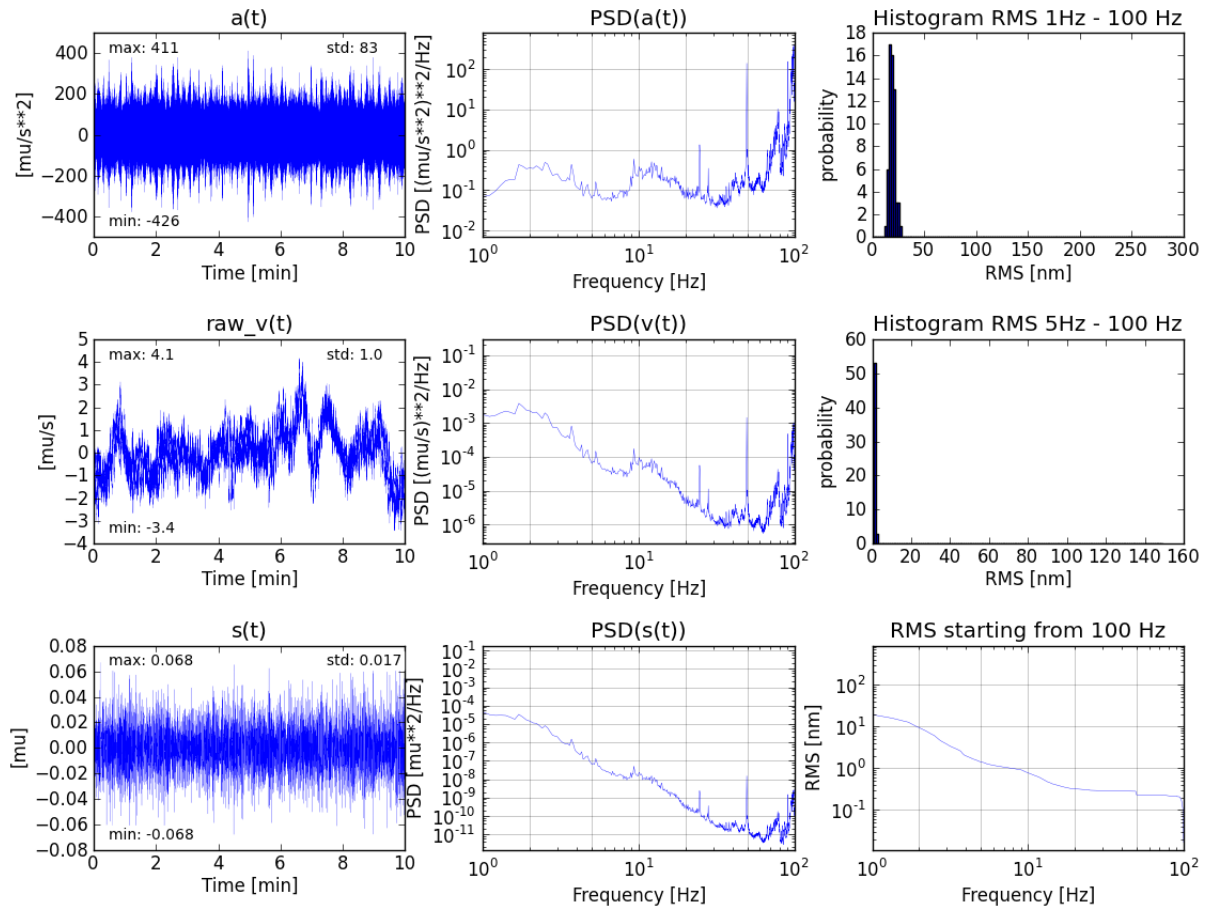 a(t)
max: 411
std: 83
min: -426
[mu/s**2]
400
200
0
−200
−400
0 2 4 6 8 10
Time [min]
PSD(a(t))
PSD [(mu/s**2)**2/Hz]
10^2
10^1
10^0
10^-1
10^-2
10^0 10^1 10^2
Frequency [Hz]
Histogram RMS 1Hz - 100 Hz
probability
18
16
14
12
10
8
6
4
2
0
0 50 100 150 200 250 300
RMS [nm]
raw_v(t)
max: 4.1
std: 1.0
min: -3.4
[mu/s]
5
4
3
2
1
0
−1
−2
−3
−4
0 2 4 6 8 10
Time [min]
PSD(v(t))
PSD [(mu/s)**2/Hz]
10^-1
10^-2
10^-3
10^-4
10^-5
10^-6
10^0 10^1 10^2
Frequency [Hz]
Histogram RMS 5Hz - 100 Hz
probability
60
50
40
30
20
10
0
0 20 40 60 80 100 120 140 160
RMS [nm]
s(t)
max: 0.068
std: 0.017
min: -0.068
[mu]
0.08
0.06
0.04
0.02
0.00
−0.02
−0.04
−0.06
−0.08
0 2 4 6 8 10
Time [min]
PSD(s(t))
PSD [mu**2/Hz]
10^-1
10^-2
10^-3
10^-4
10^-5
10^-6
10^-7
10^-8
10^-9
10^-10
10^-11
10^0 10^1 10^2
Frequency [Hz]
RMS starting from 100 Hz
RMS [nm]
10^2
10^1
10^0
10^-1
10^0 10^1 10^2
Frequency [Hz]